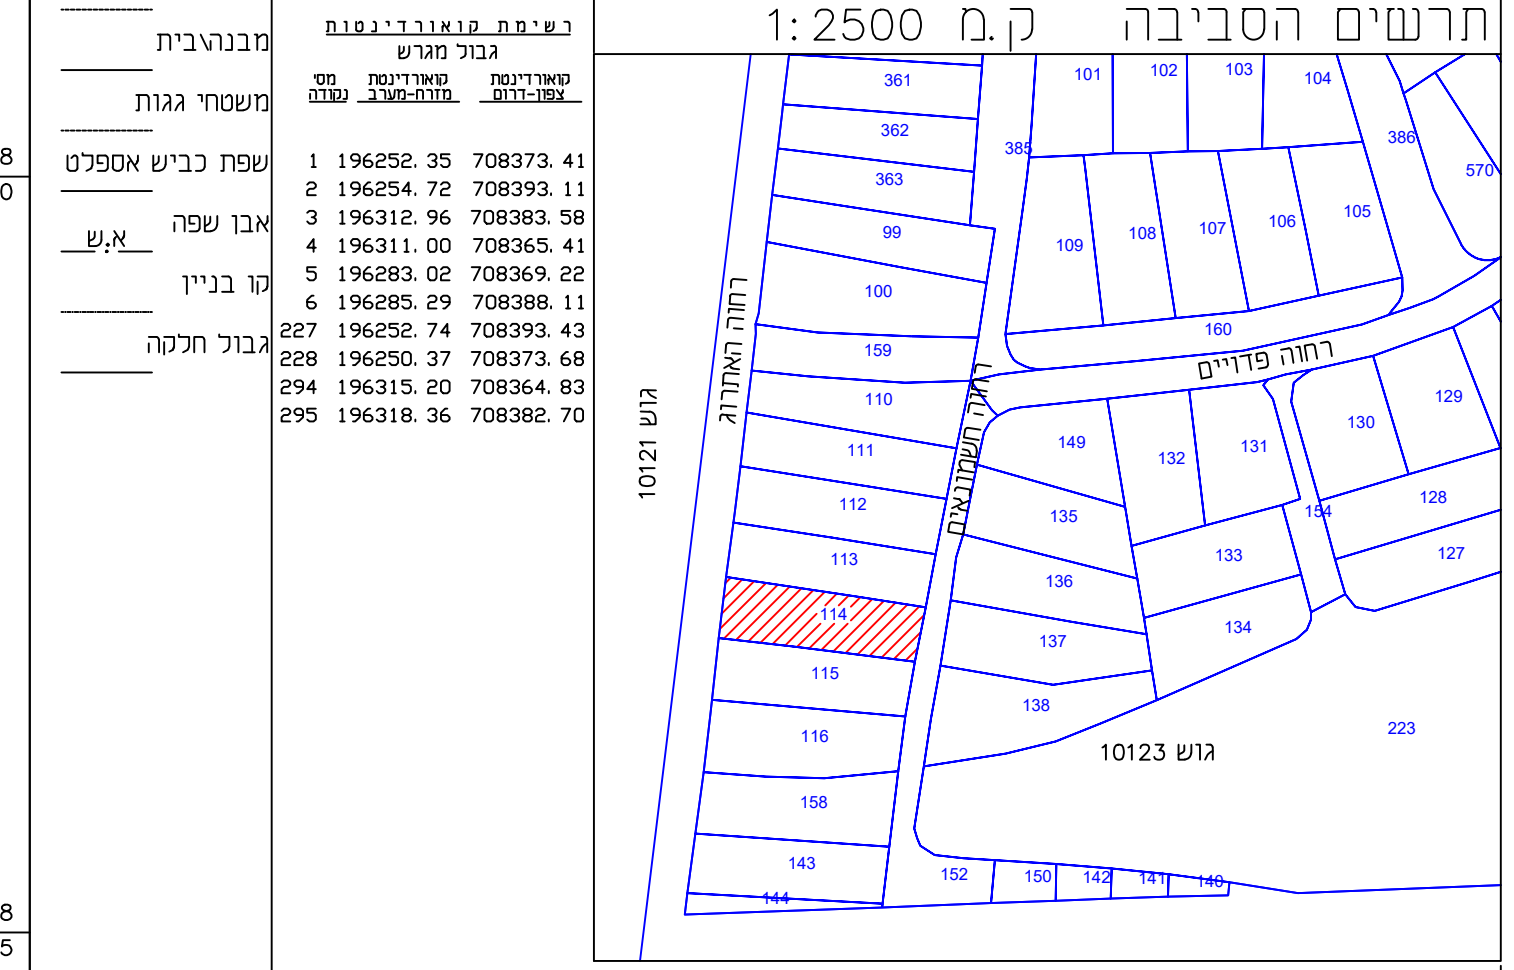 תרשים הסביבה ק.מ 1:2500
רשימת קואורדינטות
גבול מגרש
מס' נקודה קואורדינטת מזרח-מערב קואורדינטת צפון-דרום
1 196252.35 708373.41
2 196254.72 708393.11
3 196312.96 708383.58
4 196311.00 708365.41
5 196283.02 708369.22
6 196285.29 708388.11
227 196252.74 708393.43
228 196250.37 708373.68
294 196315.20 708364.83
295 196318.36 708382.70
מבנה\בית
משטחי גגות
שפת כביש אספלט
אבן שפה
א.ש
קו בניין
גבול חלקה
8
0
8
5
361
362
363
99
100
159
110
111
112
113
114
115
116
158
143
144
385
101
102
103
104
386
570
109
108
107
106
105
160
רחוה האתרוג
רחוה פדויים
רחוה חשמונאים
גוש 10121
149
132
131
130
129
135
154
128
136
133
127
137
134
138
223
גוש 10123
152
150
142
141
140